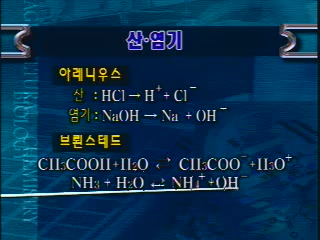 산·염기
아레니우스
산 : HCl → H⁺ + Cl⁻
염기 : NaOH → Na + OH⁻
브뢴스테드
CH₃COOH+H₂O ⇄ CH₃COO⁻+H₃O⁺
NH₃ + H₂O ⇄ NH₄⁺+OH⁻